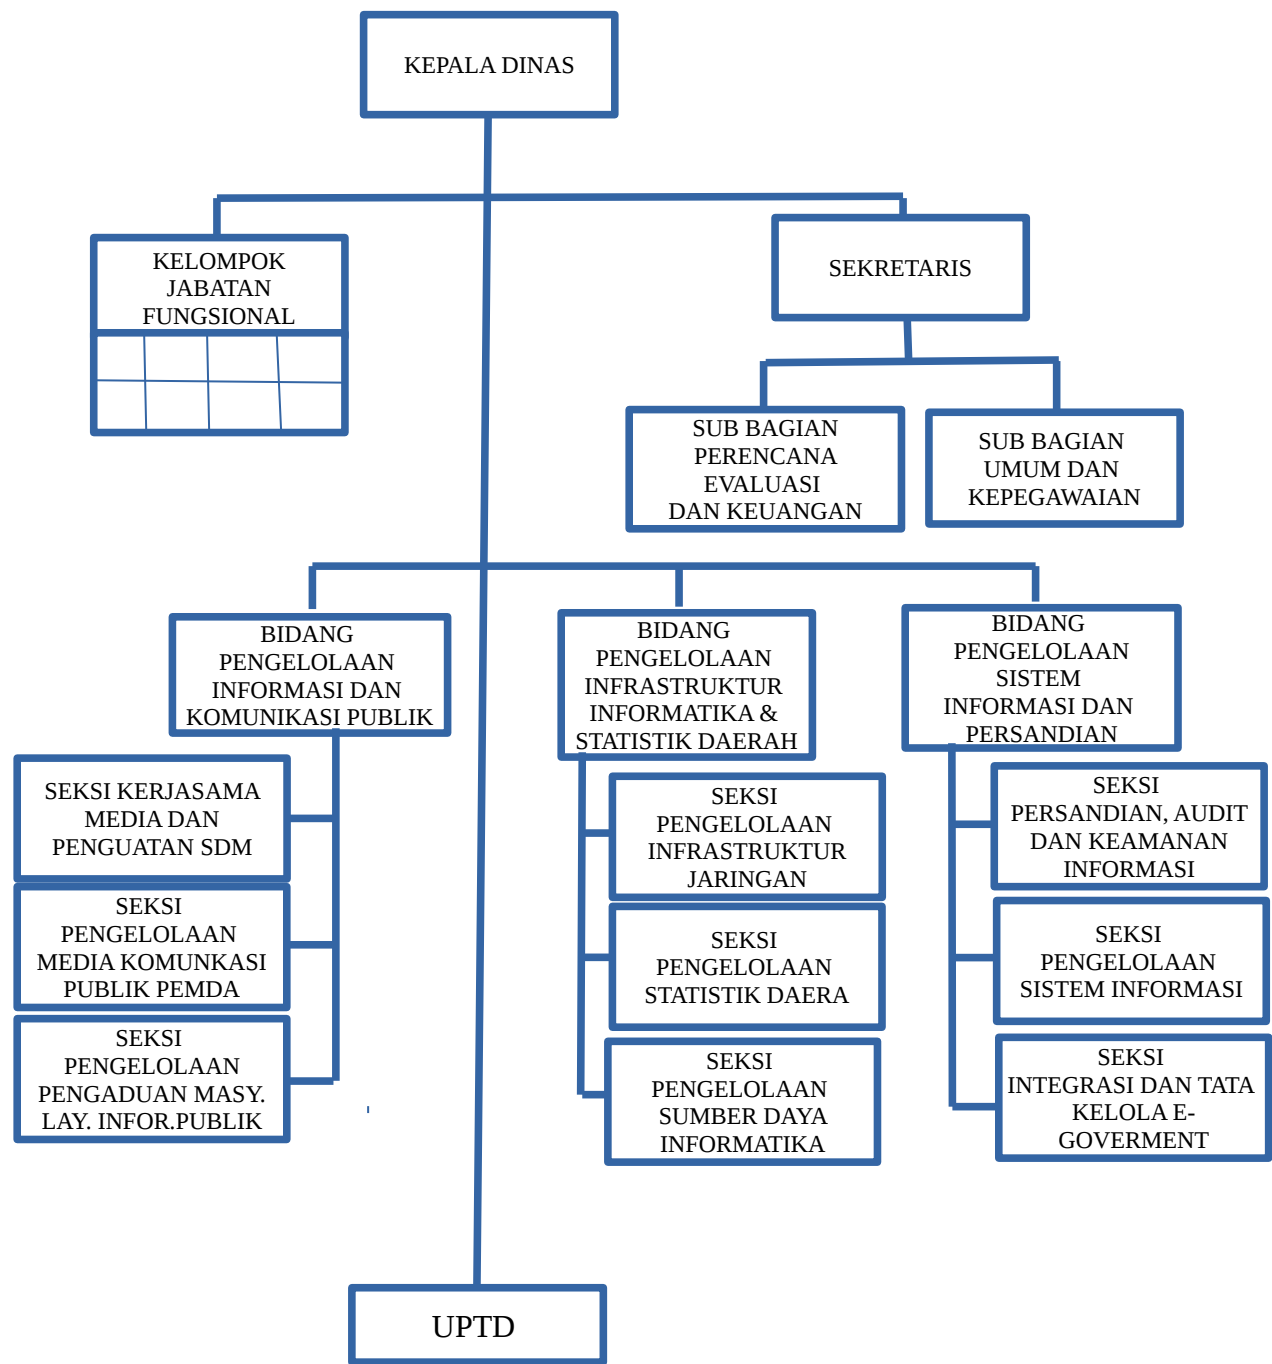 KEPALA DINAS
KELOMPOK
JABATAN
FUNGSIONAL
SEKRETARIS
SUB BAGIAN
PERENCANA
EVALUASI
DAN KEUANGAN
SUB BAGIAN
UMUM DAN
KEPEGAWAIAN
BIDANG
PENGELOLAAN
INFORMASI DAN
KOMUNIKASI PUBLIK
BIDANG
PENGELOLAAN
INFRASTRUKTUR
INFORMATIKA &
STATISTIK DAERAH
BIDANG
PENGELOLAAN
SISTEM
INFORMASI DAN
PERSANDIAN
SEKSI KERJASAMA
MEDIA DAN
PENGUATAN SDM
SEKSI
PENGELOLAAN
MEDIA KOMUNKASI
PUBLIK PEMDA
SEKSI
PENGELOLAAN
PENGADUAN MASY.
LAY. INFOR.PUBLIK
SEKSI
PENGELOLAAN
INFRASTRUKTUR
JARINGAN
SEKSI
PENGELOLAAN
STATISTIK DAERA
SEKSI
PENGELOLAAN
SUMBER DAYA
INFORMATIKA
SEKSI
PERSANDIAN, AUDIT
DAN KEAMANAN
INFORMASI
SEKSI
PENGELOLAAN
SISTEM INFORMASI
SEKSI
INTEGRASI DAN TATA
KELOLA E-
GOVERMENT
UPTD